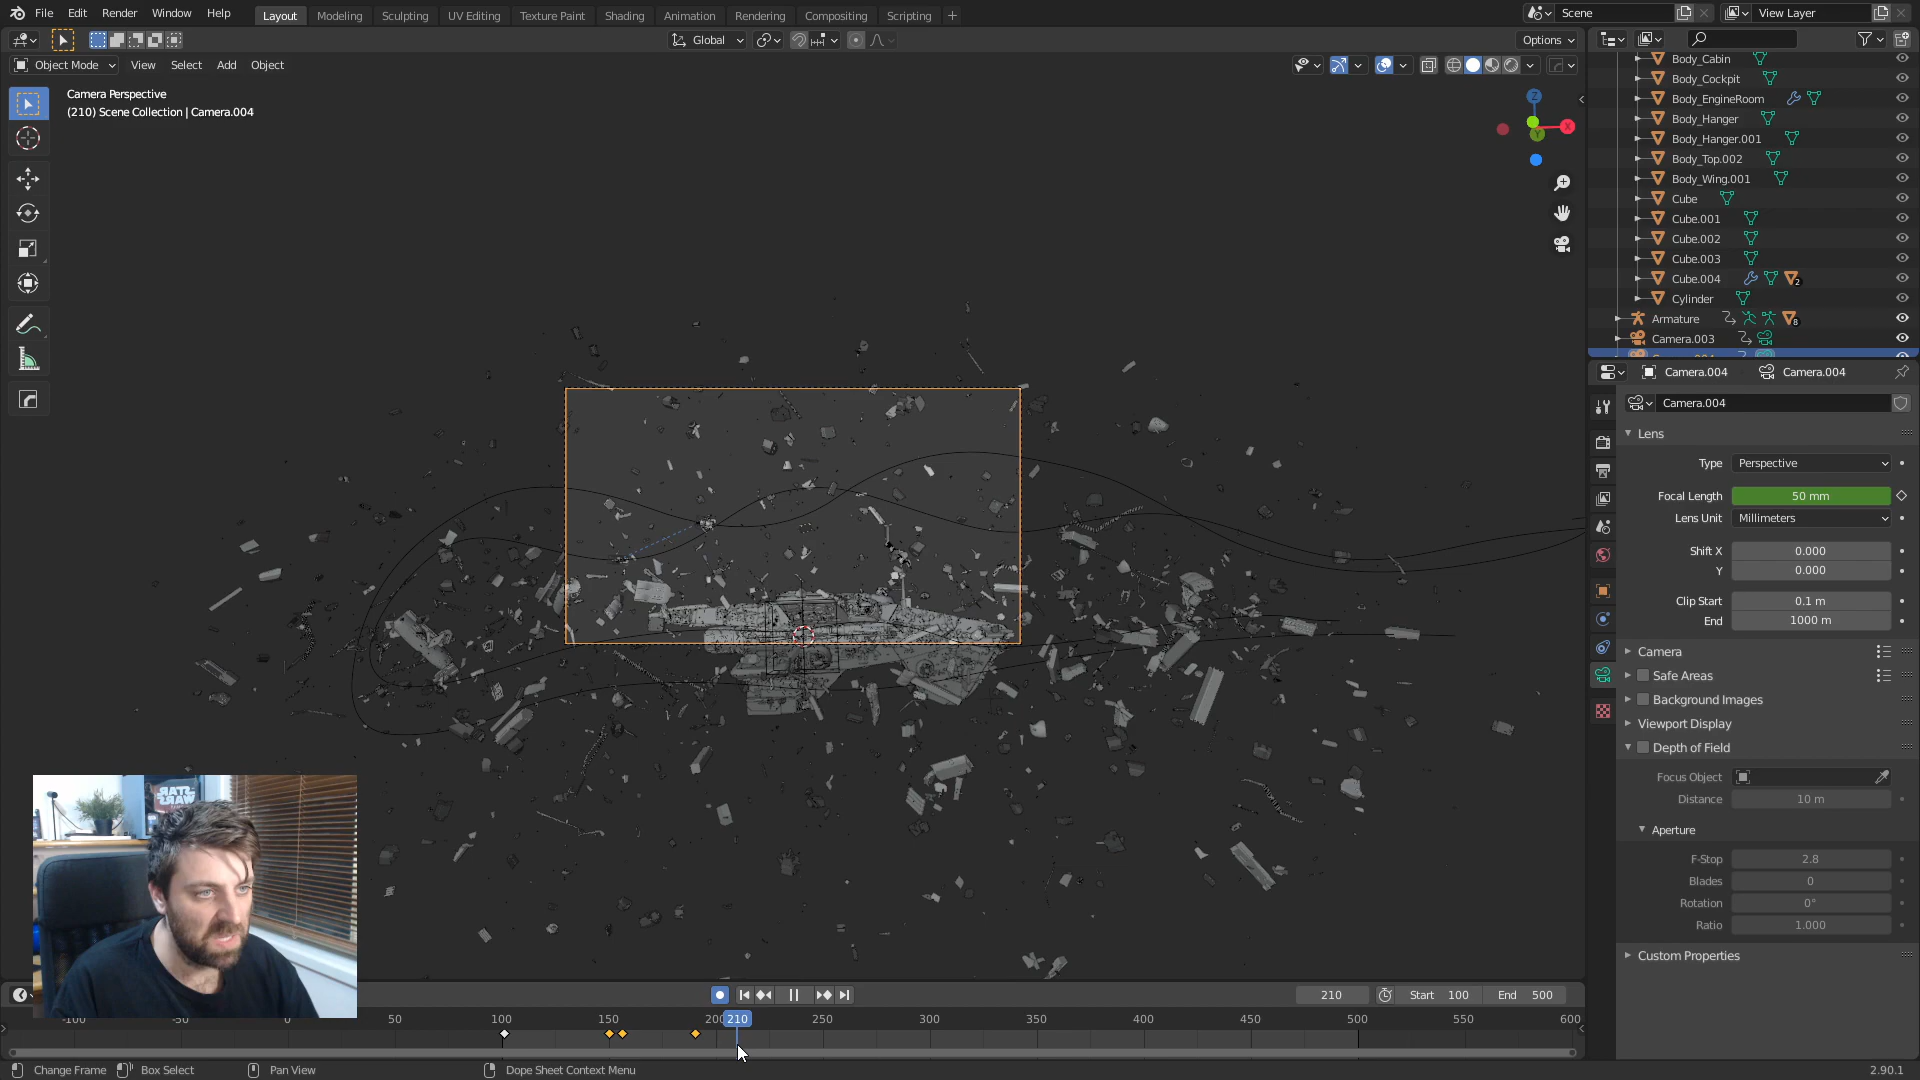 File Edit Render Window Help Layout Modeling Sculpting UV Editing Texture Paint Shading Animation Rendering Compositing Scripting + Scene View Layer
Global Options
Object Mode View Select Add Object
Camera Perspective
(210) Scene Collection | Camera.004
Z
X
Y
Body_Cabin
Body_Cockpit
Body_EngineRoom
Body_Hanger
Body_Hanger.001
Body_Top.002
Body_Wing.001
Cube
Cube.001
Cube.002
Cube.003
Cube.004 2
Cylinder
Armature 8
Camera.003
Camera.004 Camera.004
Camera.004
Lens
Type Perspective
Focal Length 50 mm
Lens Unit Millimeters
Shift X 0.000
Y 0.000
Clip Start 0.1 m
End 1000 m
Camera
Safe Areas
Background Images
Viewport Display
Depth of Field
Focus Object
Distance 10 m
Aperture
F-Stop 2.8
Blades 0
Rotation 0°
Ratio 1.000
Custom Properties
STAR
WARS
210 Start 100 End 500
-100 -50 0 50 100 150 200 210 250 300 350 400 450 500 550 600
Change Frame Box Select Pan View Dope Sheet Context Menu 2.90.1